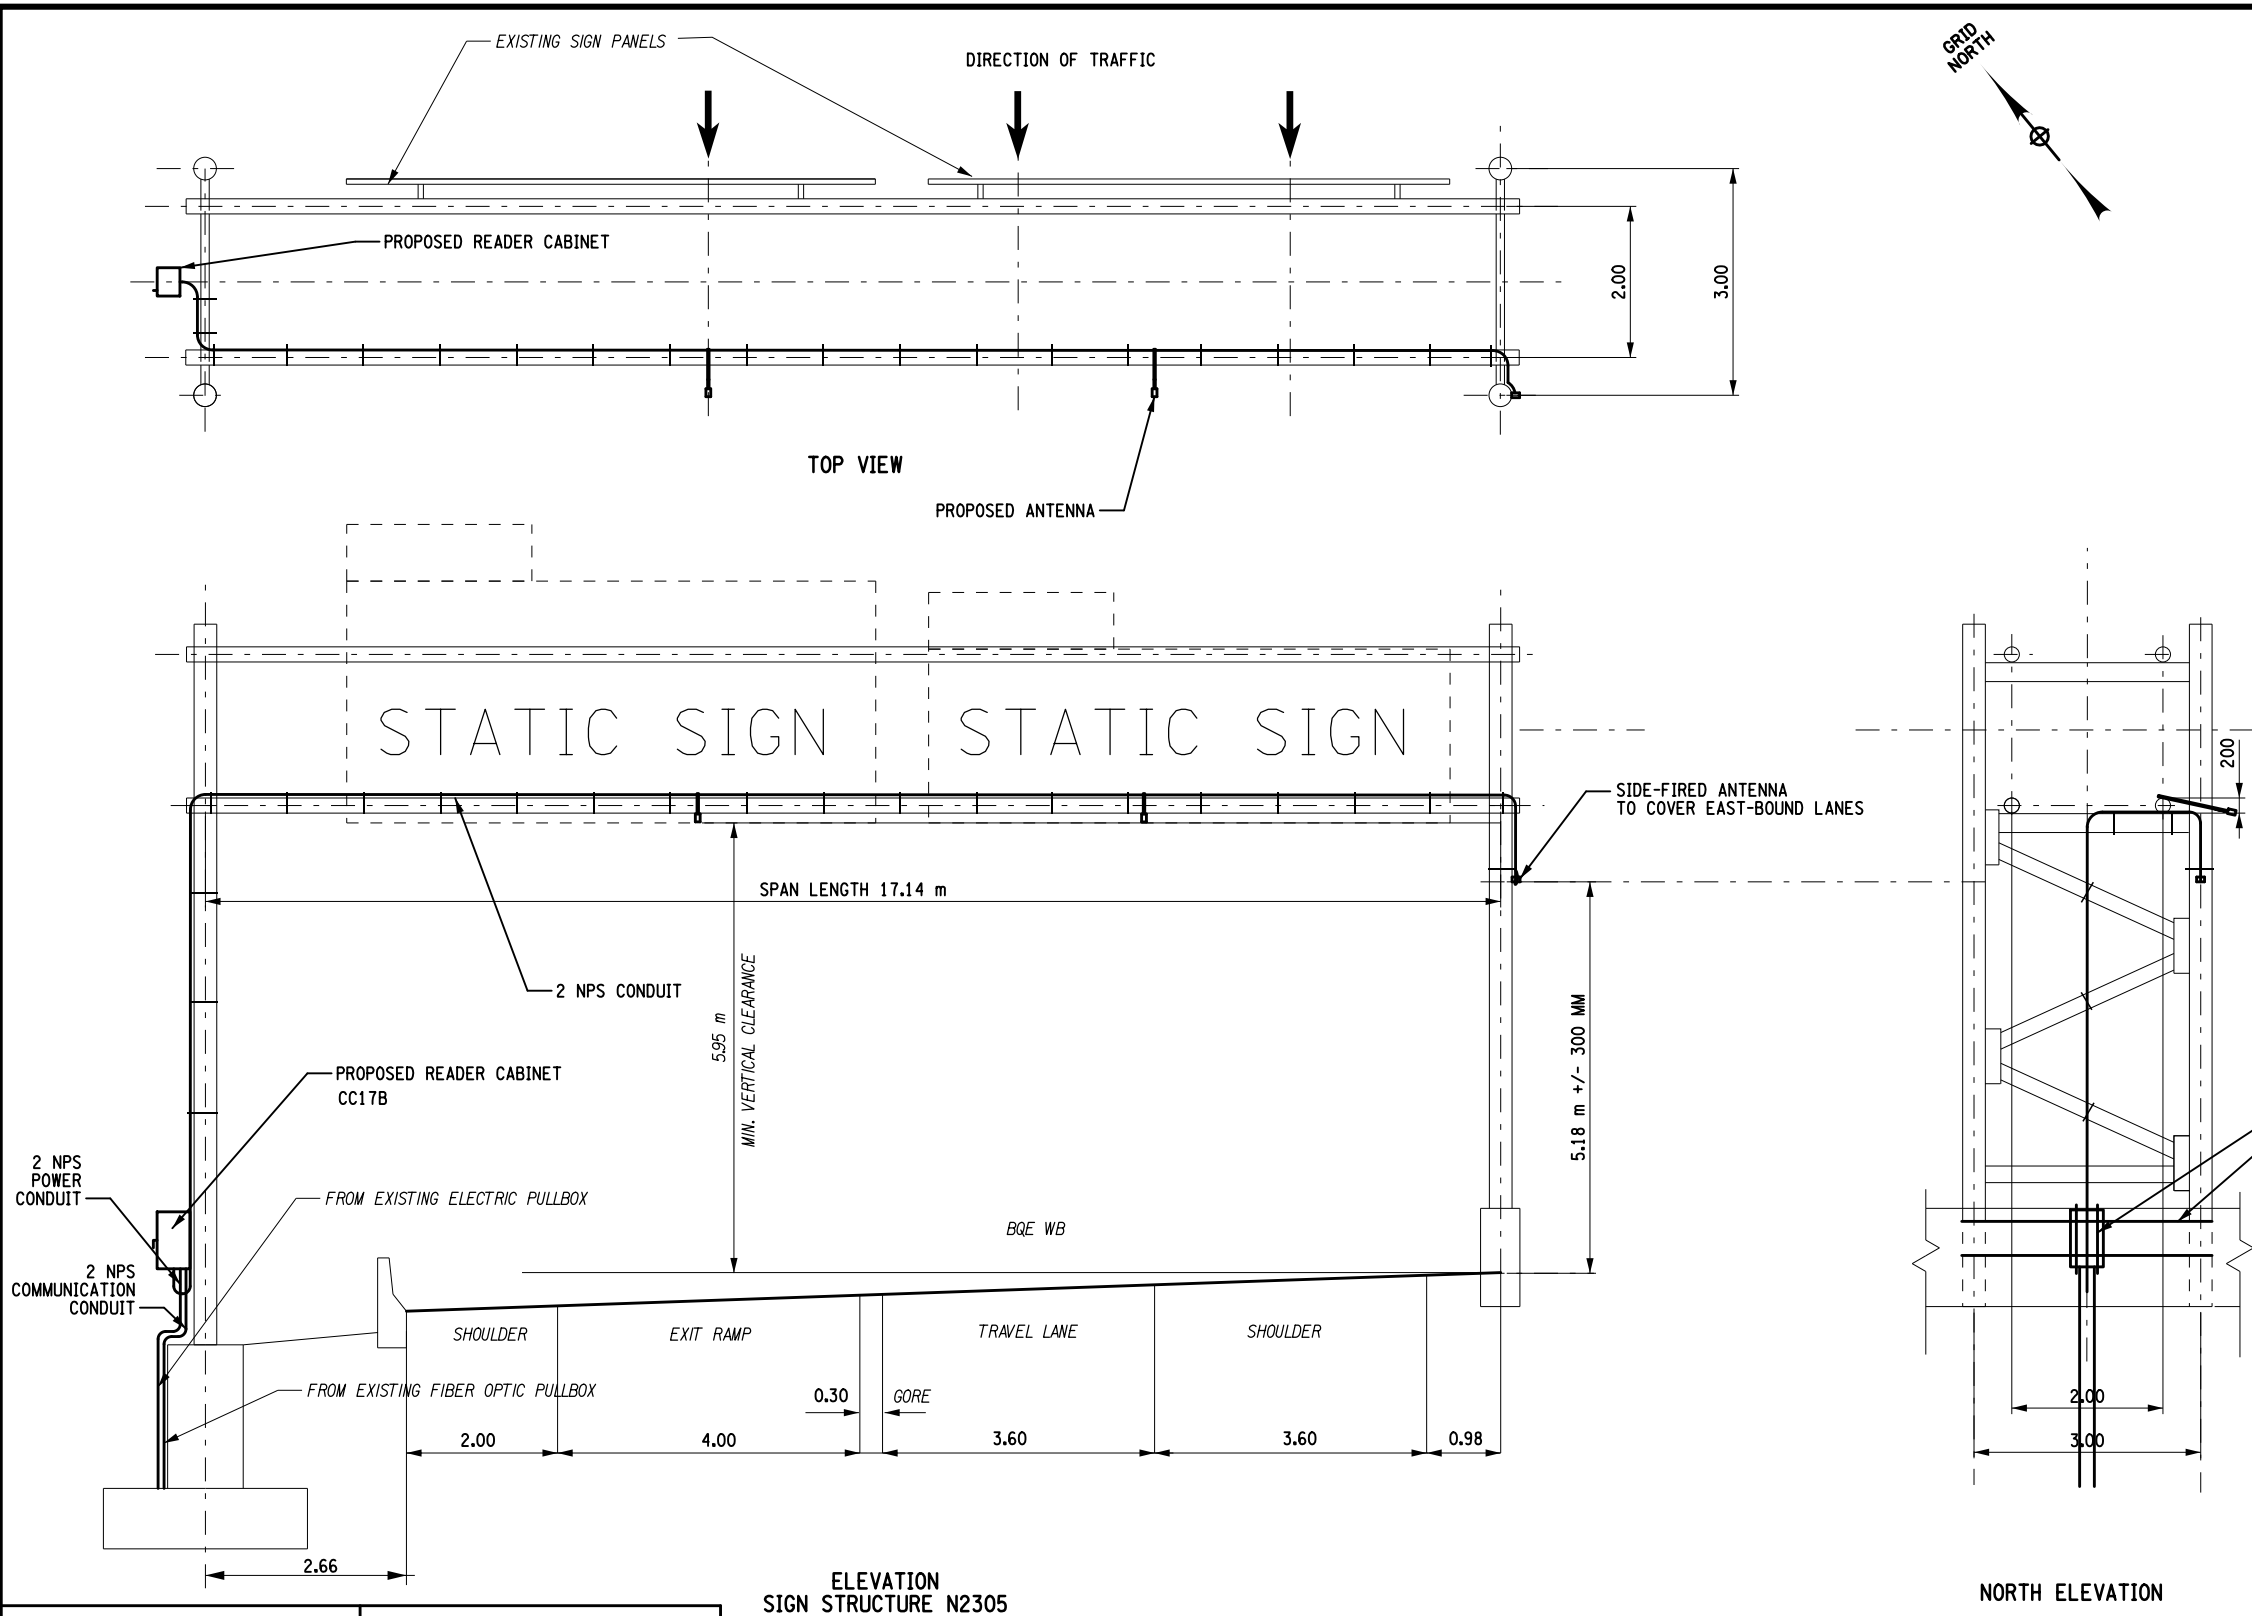 EXISTING SIGN PANELS
DIRECTION OF TRAFFIC
GRID
NORTH
PROPOSED READER CABINET
2.00
3.00
TOP VIEW
PROPOSED ANTENNA
STATIC SIGN
STATIC SIGN
SIDE-FIRED ANTENNA
TO COVER EAST-BOUND LANES
200
SPAN LENGTH 17.14 m
2 NPS CONDUIT
5.95 m
MIN. VERTICAL CLEARANCE
5.18 m +/- 300 MM
PROPOSED READER CABINET
CC17B
2 NPS
POWER
CONDUIT
FROM EXISTING ELECTRIC PULLBOX
BQE WB
2 NPS
COMMUNICATION
CONDUIT
SHOULDER
EXIT RAMP
TRAVEL LANE
SHOULDER
FROM EXISTING FIBER OPTIC PULLBOX
0.30
GORE
2.00
4.00
3.60
3.60
0.98
2.00
3.00
2.66
ELEVATION
SIGN STRUCTURE N2305
NORTH ELEVATION